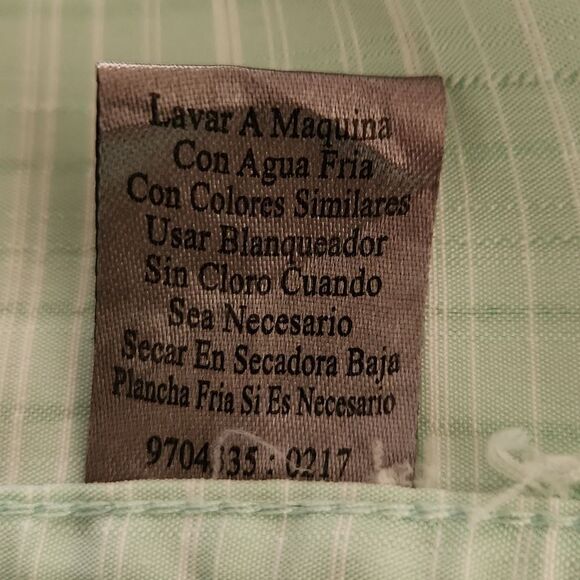 Lavar A Maquina
Con Agua Fria
Con Colores Similares
Usar Blanqueador
Sin Cloro Cuando
Sea Necesario
Secar En Secadora Baja
Plancha Fria Si Es Necesario
9704335 : 0217